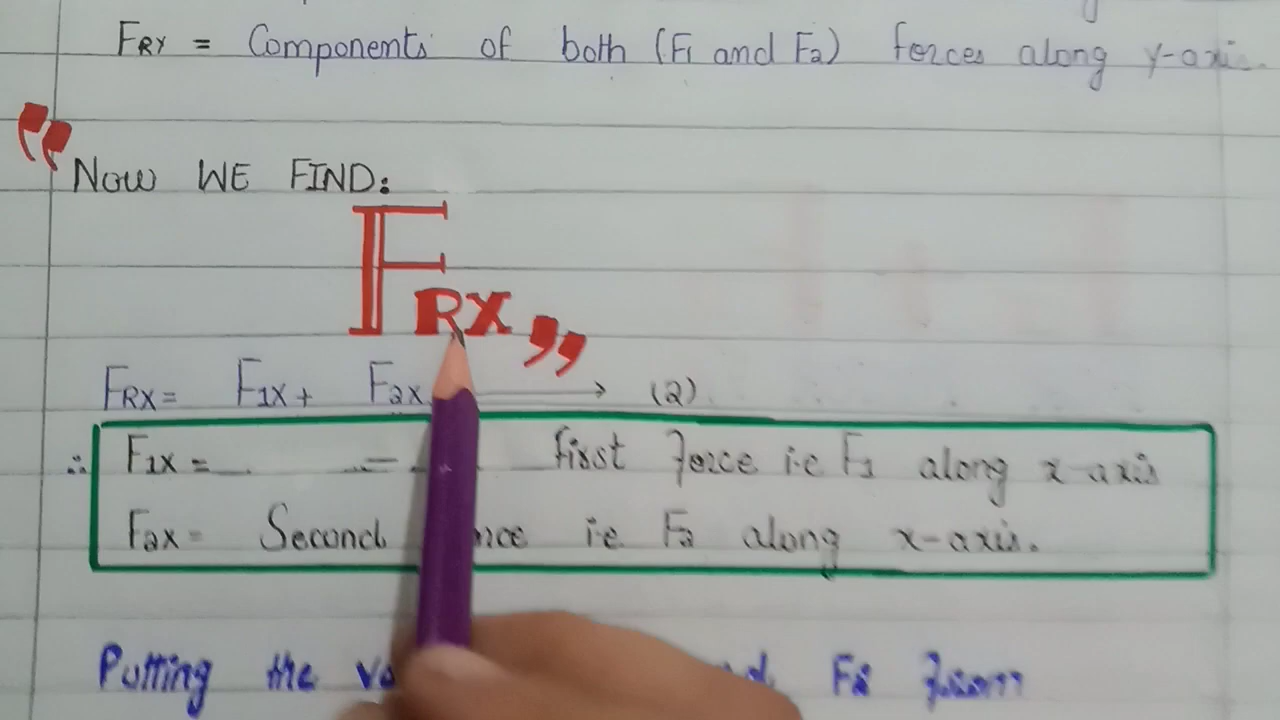 FRY = Components of both (F1 and F2) forces along y-axis.
"NOW WE FIND:
FRX"
FRX = F1X + F2X → (2)
∴ F1X = first force i.e F1 along x-axis
F2X = Second i.e F2 along x-axis.
Putting the F2 from